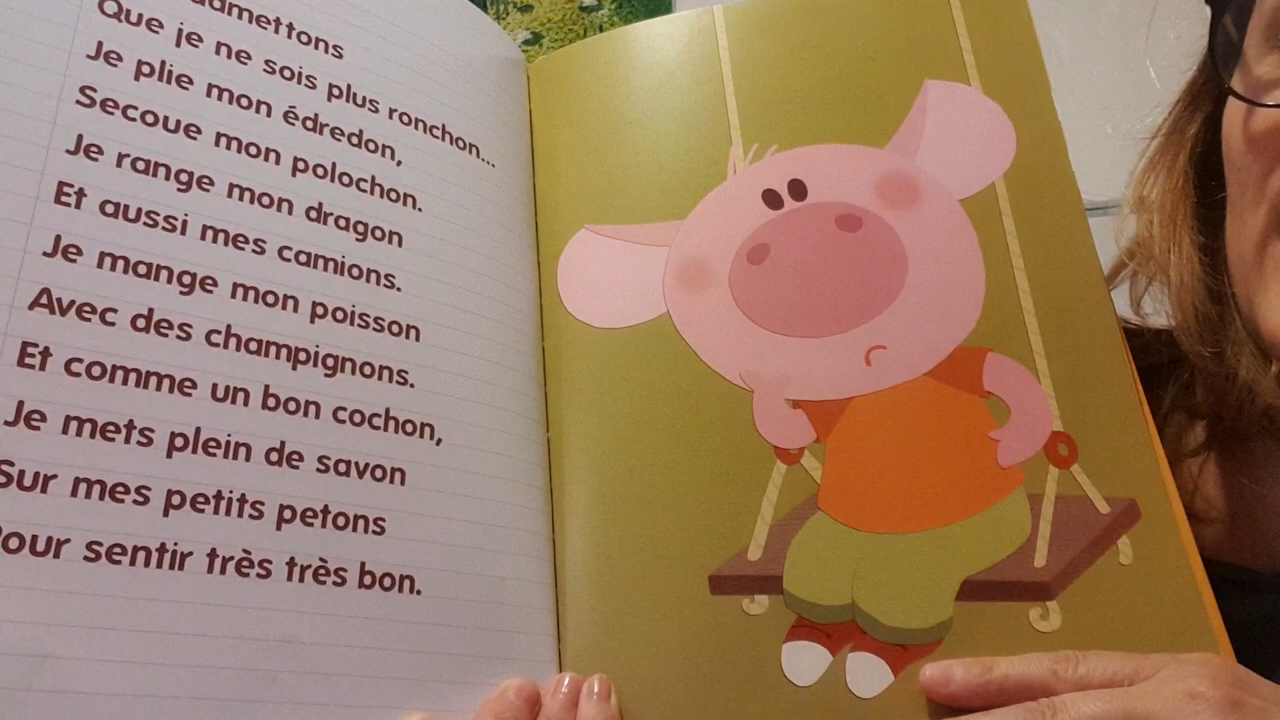 admettons
Que je ne sois plus ronchon...
Je plie mon édredon,
Secoue mon polochon.
Je range mon dragon
Et aussi mes camions.
Je mange mon poisson
Avec des champignons.
Et comme un bon cochon,
Je mets plein de savon
Sur mes petits petons
Pour sentir très très bon.